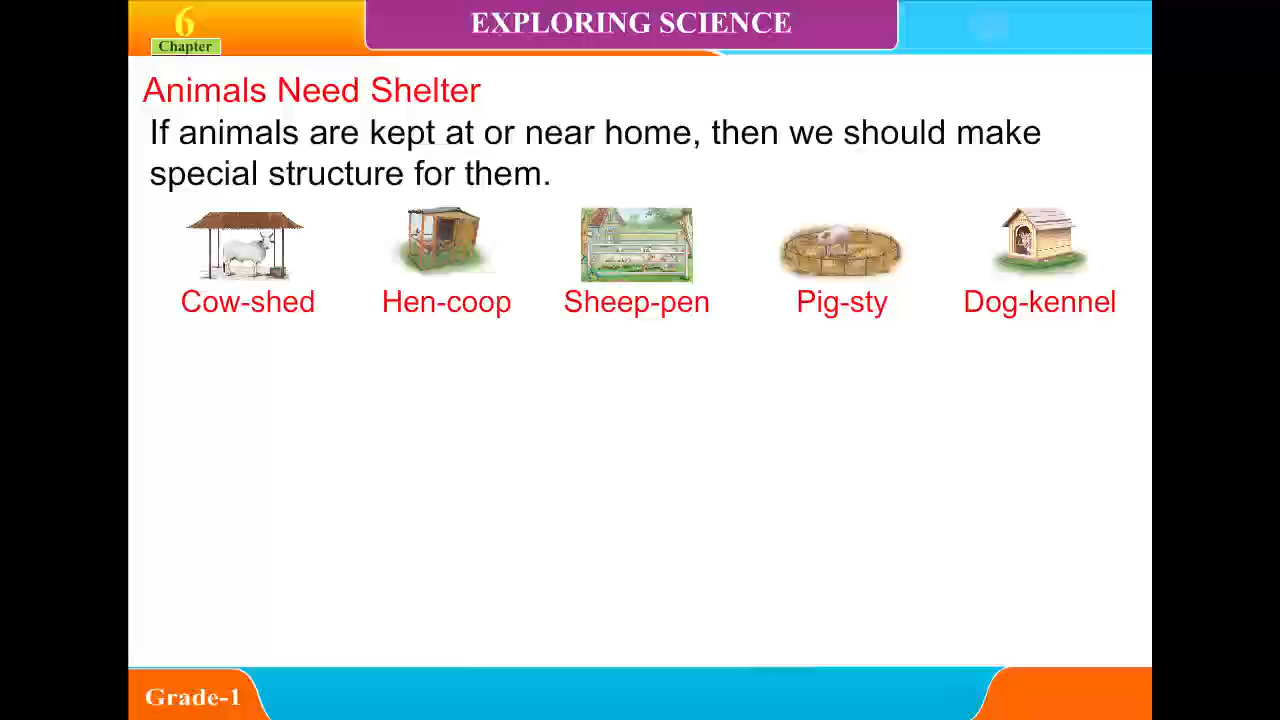 6
Chapter
EXPLORING SCIENCE
Animals Need Shelter
If animals are kept at or near home, then we should make
special structure for them.
Cow-shed
Hen-coop
Sheep-pen
Pig-sty
Dog-kennel
Grade-1